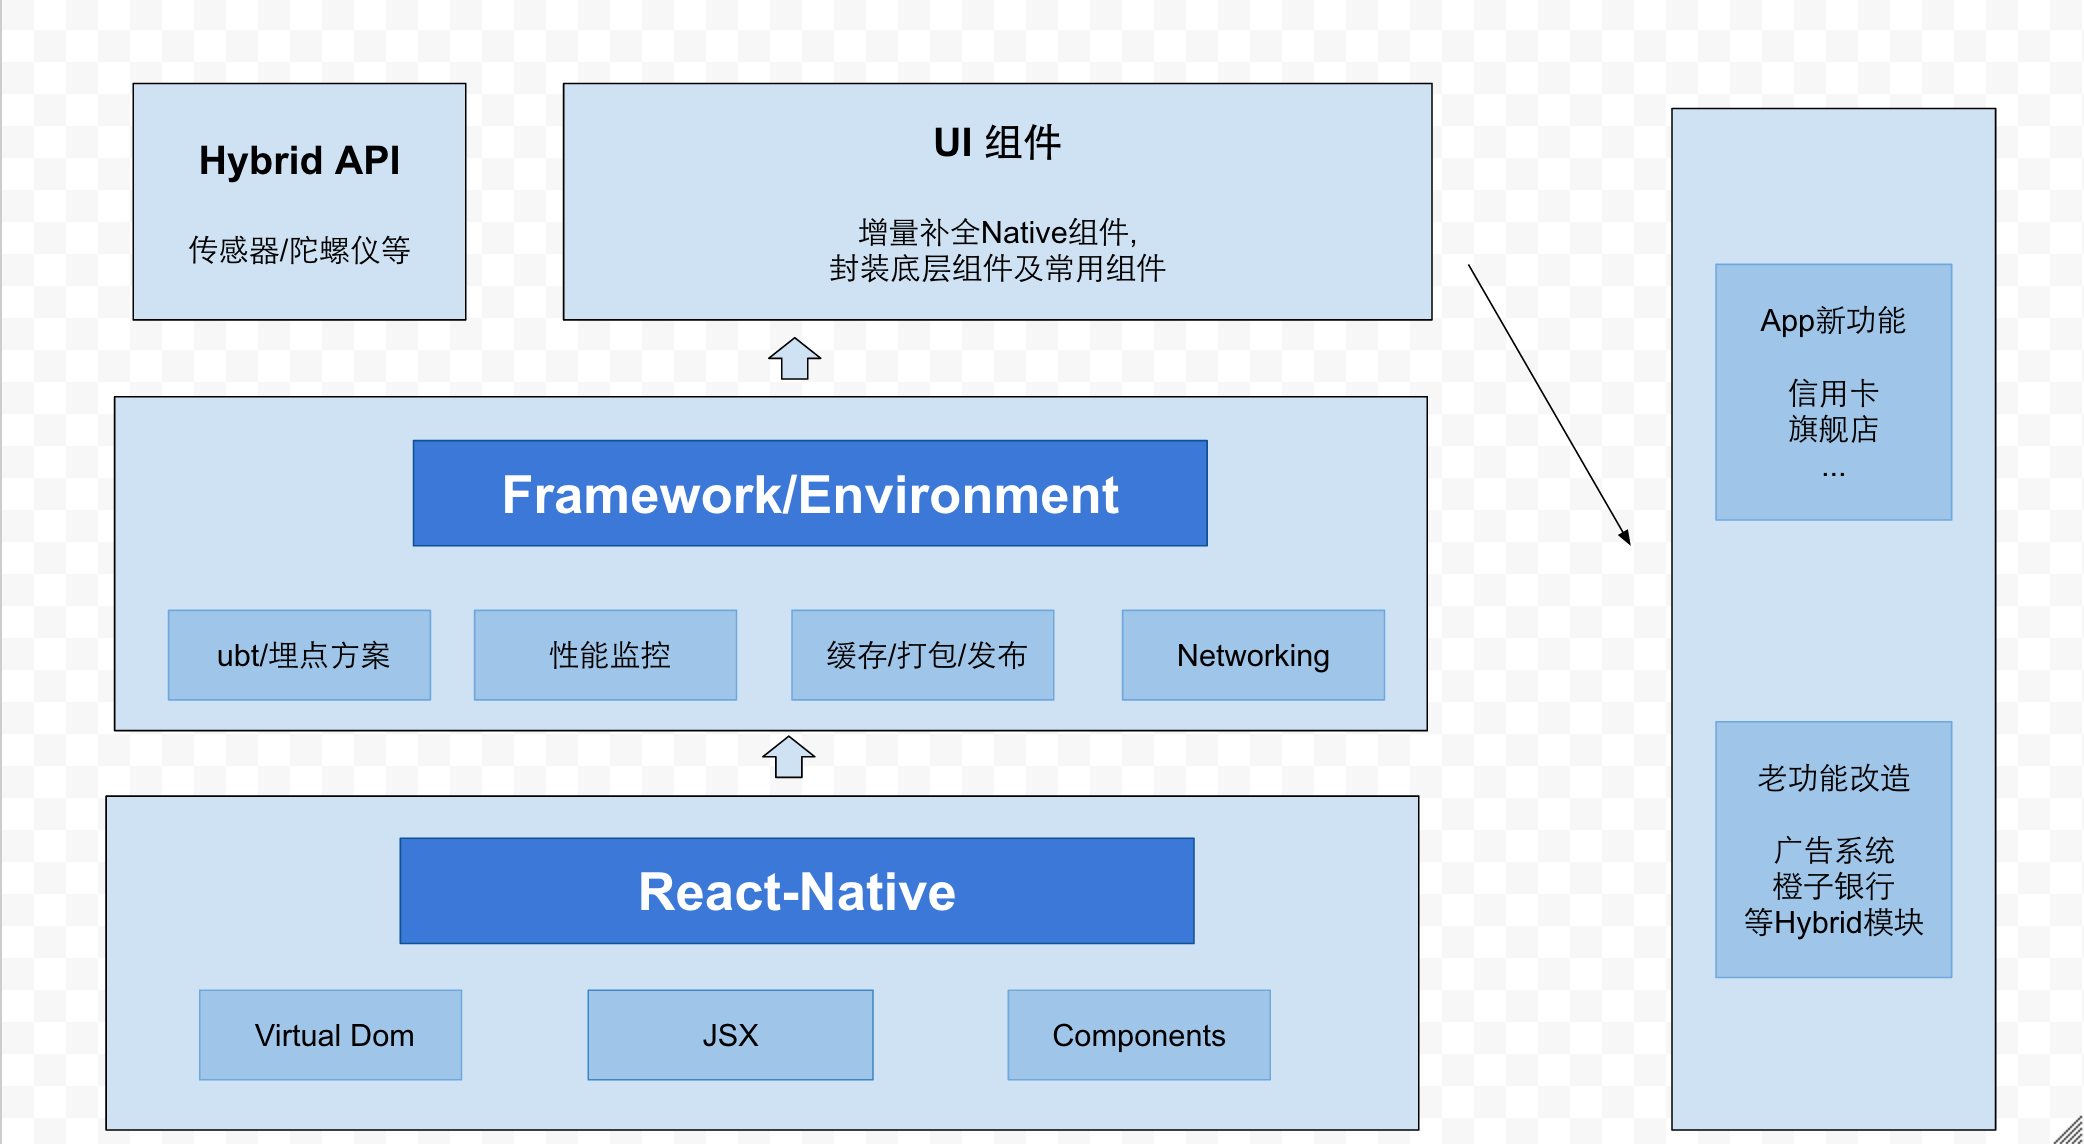 Hybrid API
传感器/陀螺仪等
UI 组件
增量补全Native组件,
封装底层组件及常用组件
Framework/Environment
ubt/埋点方案
性能监控
缓存/打包/发布
Networking
React-Native
Virtual Dom
JSX
Components
App新功能
信用卡
旗舰店
...
老功能改造
广告系统
橙子银行
等Hybrid模块